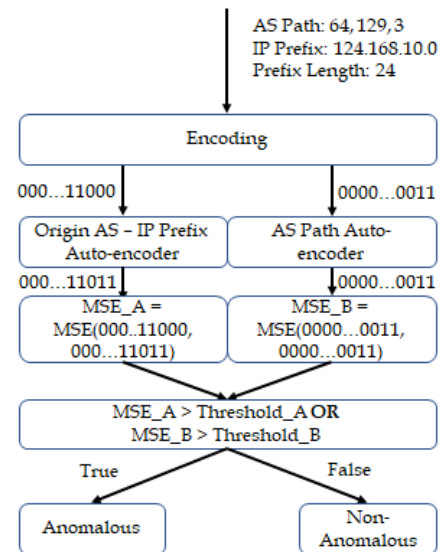 AS Path: 64,129,3
IP Prefix: 124.168.10.0
Prefix Length: 24
Encoding
000...11000
0000...0011
Origin AS – IP Prefix
Auto-encoder
AS Path Auto-
encoder
000...11011
0000...0011
MSE_A =
MSE(000..11000,
000...11011)
MSE_B =
MSE(0000...0011,
0000...0011)
MSE_A > Threshold_A OR
MSE_B > Threshold_B
True
False
Anomalous
Non-
Anomalous